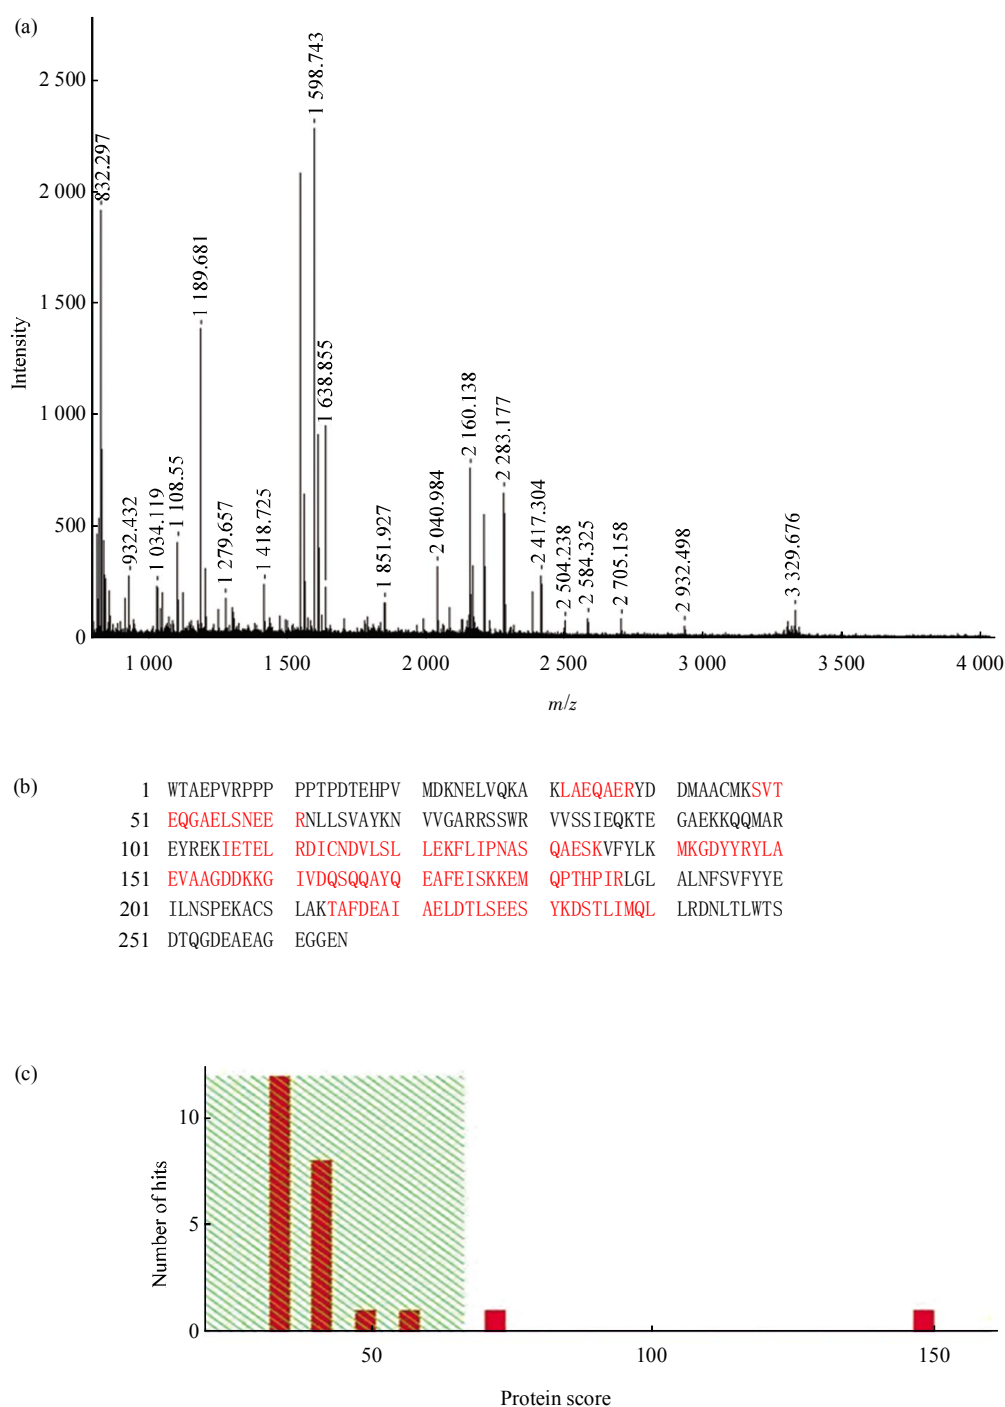 (a)
2 500
2 000
1 500
1 000
500
0
Intensity
832.297
932.432
1 034.119
1 108.55
1 189.681
1 279.657
1 418.725
1 598.743
1 638.855
1 851.927
2 040.984
2 160.138
2 283.177
2 417.304
2 504.238
2 584.325
2 705.158
2 932.498
3 329.676
1 000 1 500 2 000 2 500 3 000 3 500 4 000
m/z
(b)
1 WTAEPVRPPP PPTPDTEHPV MDKNELVQKA KLAEQAERYD DMAACMKSVT
51 EQGAELSNEE RNLLSVAYKN VVGARRSSWR VVSSIEQKTE GAEKKQQMAR
101 EYREKIETEL RDICNDVLSL LEKFLIPNAS QAESKVFYLK MKGDYYRYLA
151 EVAAGDDKKG IVDQSQQAYQ EAFEISKKEM QPTHPIRLGL ALNFSVFYYE
201 ILNSPEKACS LAKTAFDEAI AELDTLSEES YKDSTLIMQL LRDNLTLWTS
251 DTQGDEAEAG EGGEN
(c)
10
5
0
Number of hits
50 100 150
Protein score